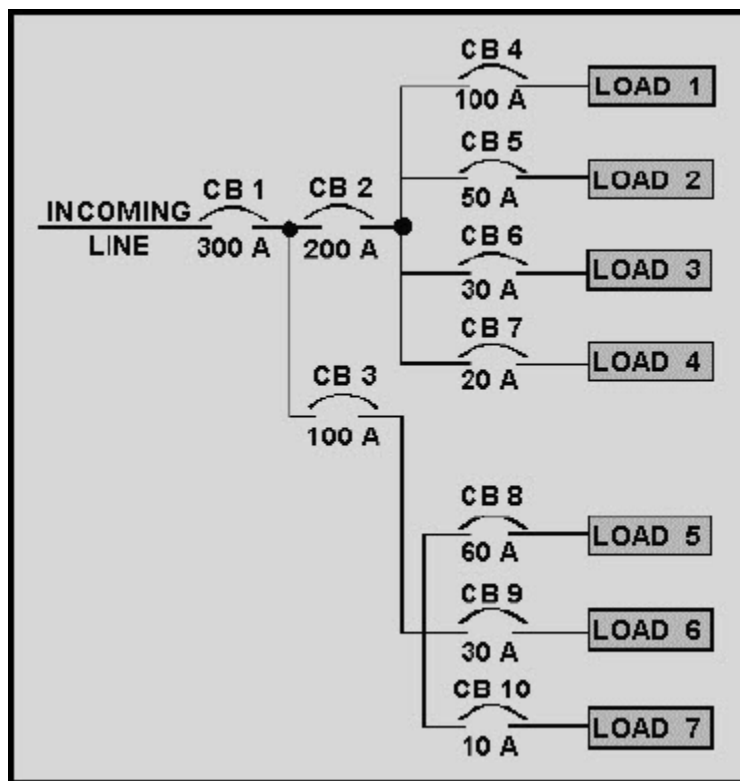 CB 4
100 A
LOAD 1
CB 5
50 A
LOAD 2
CB 1
CB 2
INCOMING
LINE
300 A
200 A
CB 6
30 A
LOAD 3
CB 7
20 A
LOAD 4
CB 3
100 A
CB 8
60 A
LOAD 5
CB 9
30 A
LOAD 6
CB 10
10 A
LOAD 7